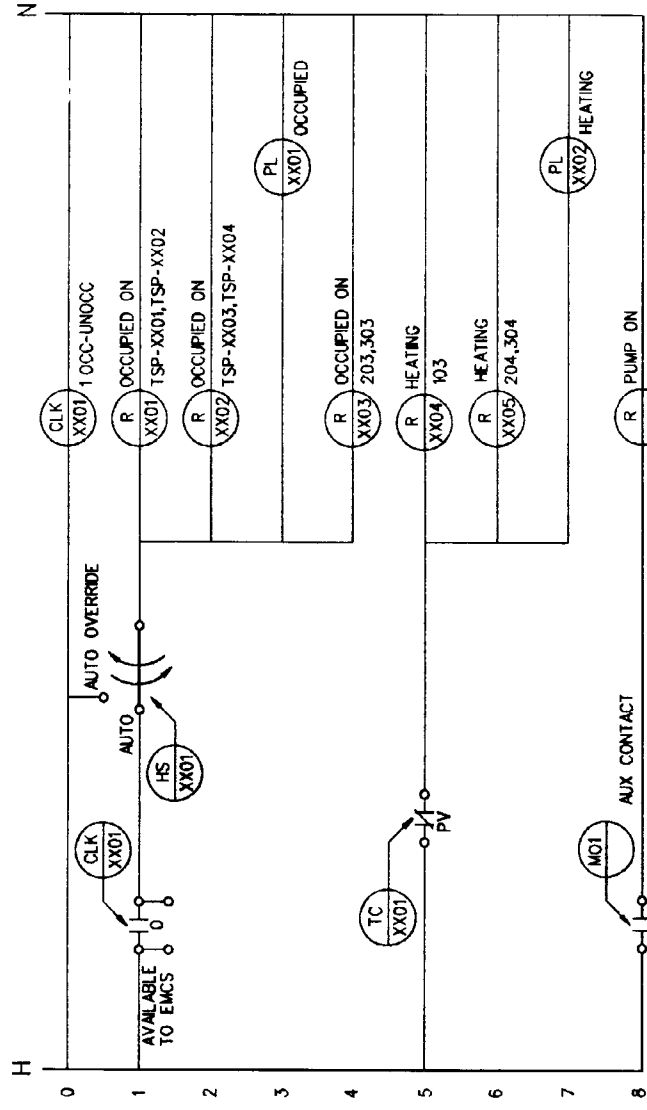 H
N
0
CLK
XX01
1 OCC-UNOCC
AUTO OVERRIDE
1
AVAILABLE
TO EMCS
CLK
XX01
O
AUTO
HS
XX01
R
XX01
OCCUPIED ON
TSP-XX01,TSP-XX02
2
R
XX02
OCCUPIED ON
TSP-XX03,TSP-XX04
3
PL
XX01
OCCUPIED
4
R
XX03
OCCUPIED ON
203,303
5
TC
XX01
PV
R
XX04
HEATING
103
6
R
XX05
HEATING
204,304
7
PL
XX02
HEATING
8
M01
AUX CONTACT
R
PUMP ON